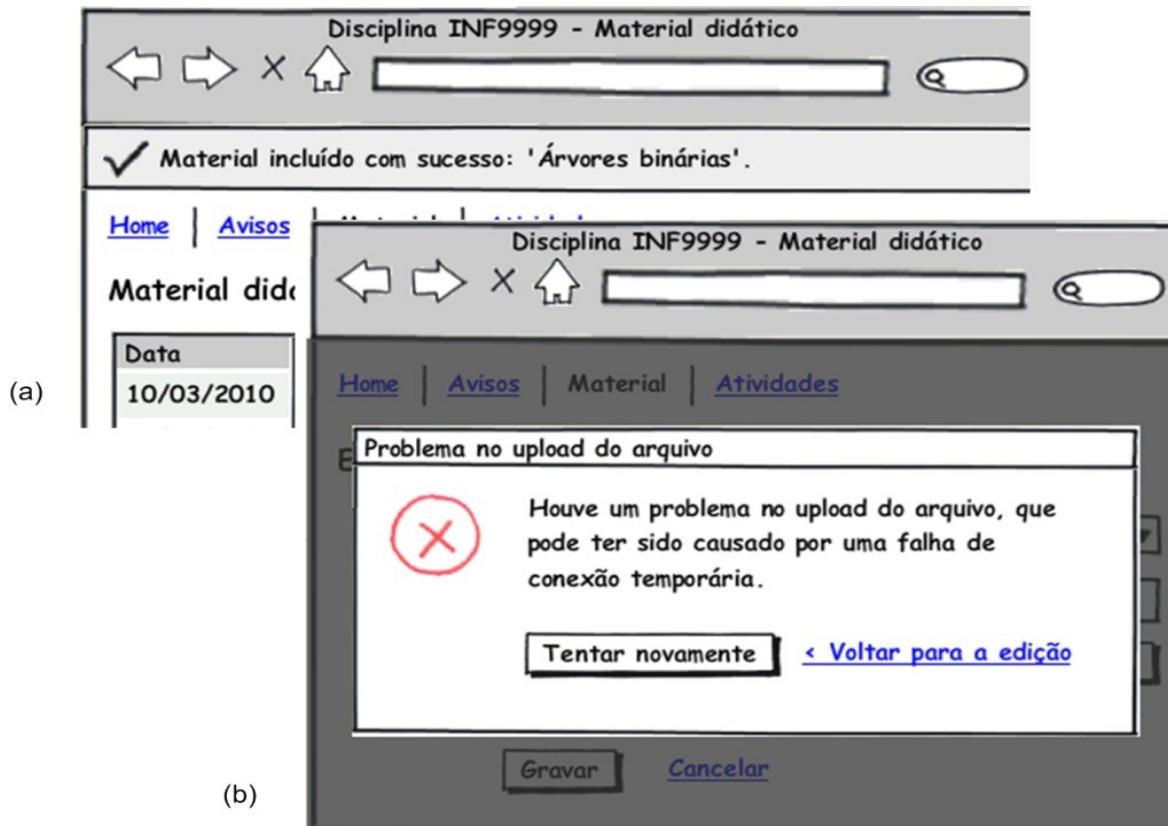 Disciplina INF9999 - Material didático
Material incluído com sucesso: 'Árvores binárias'.
Home | Avisos
Material
Data
10/03/2010
(a)
Disciplina INF9999 - Material didático
Home | Avisos | Material | Atividades
Problema no upload do arquivo
Houve um problema no upload do arquivo, que
pode ter sido causado por uma falha de
conexão temporária.
Tentar novamente < Voltar para a edição
Gravar Cancelar
(b)